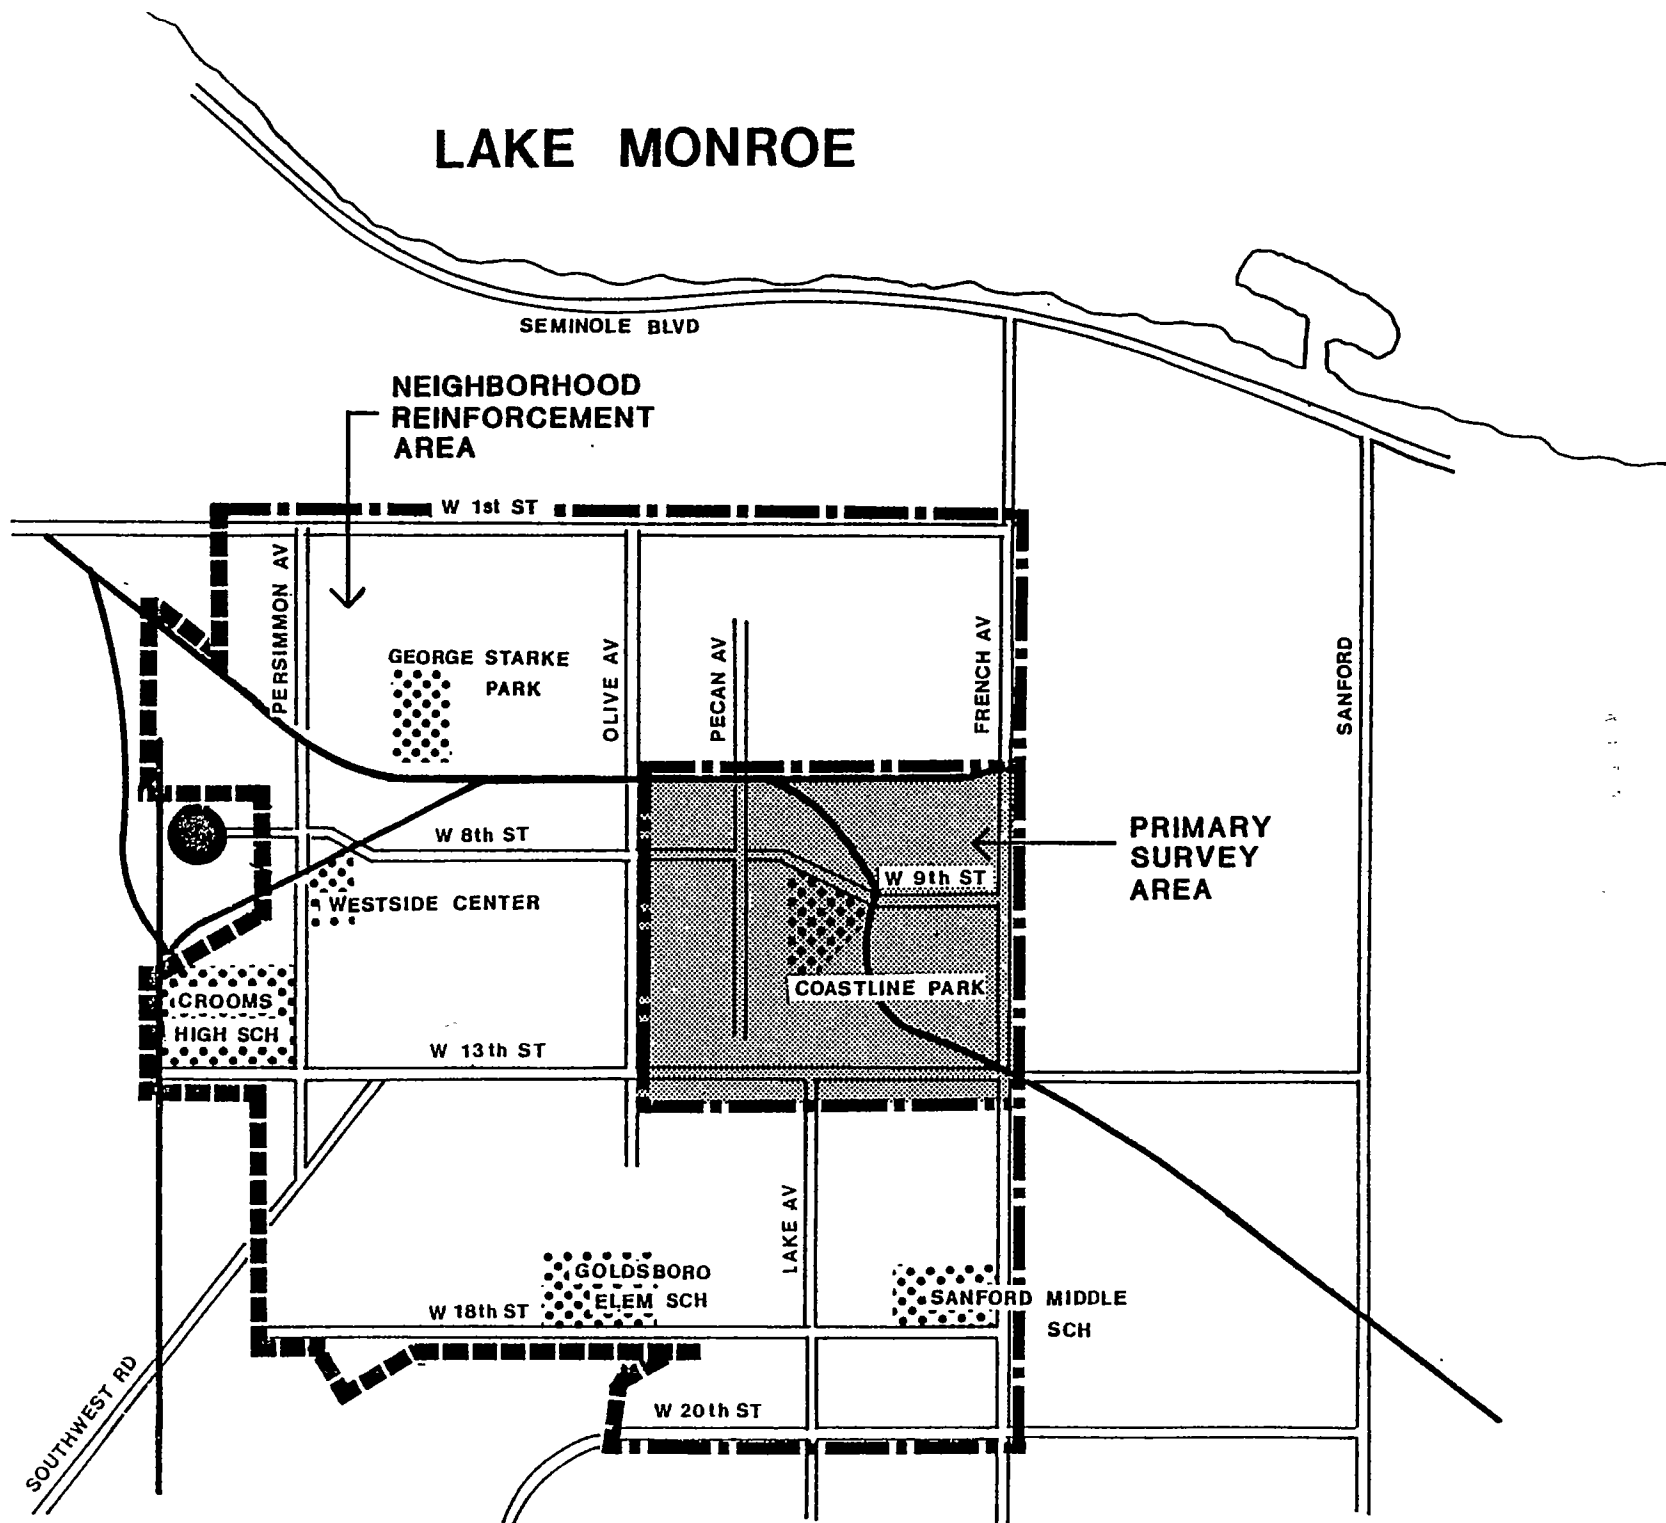 LAKE MONROE
SEMINOLE BLVD
NEIGHBORHOOD
REINFORCEMENT
AREA
W 1st ST
PERSIMMON AV
GEORGE STARKE
PARK
OLIVE AV
PECAN AV
FRENCH AV
SANFORD
W 8th ST
PRIMARY
SURVEY
AREA
W 9th ST
WESTSIDE CENTER
COASTLINE PARK
CROOMS
HIGH SCH
W 13th ST
LAKE AV
GOLDSBORO
ELEM SCH
W 18th ST
SANFORD MIDDLE
SCH
SOUTHWEST RD
W 20th ST